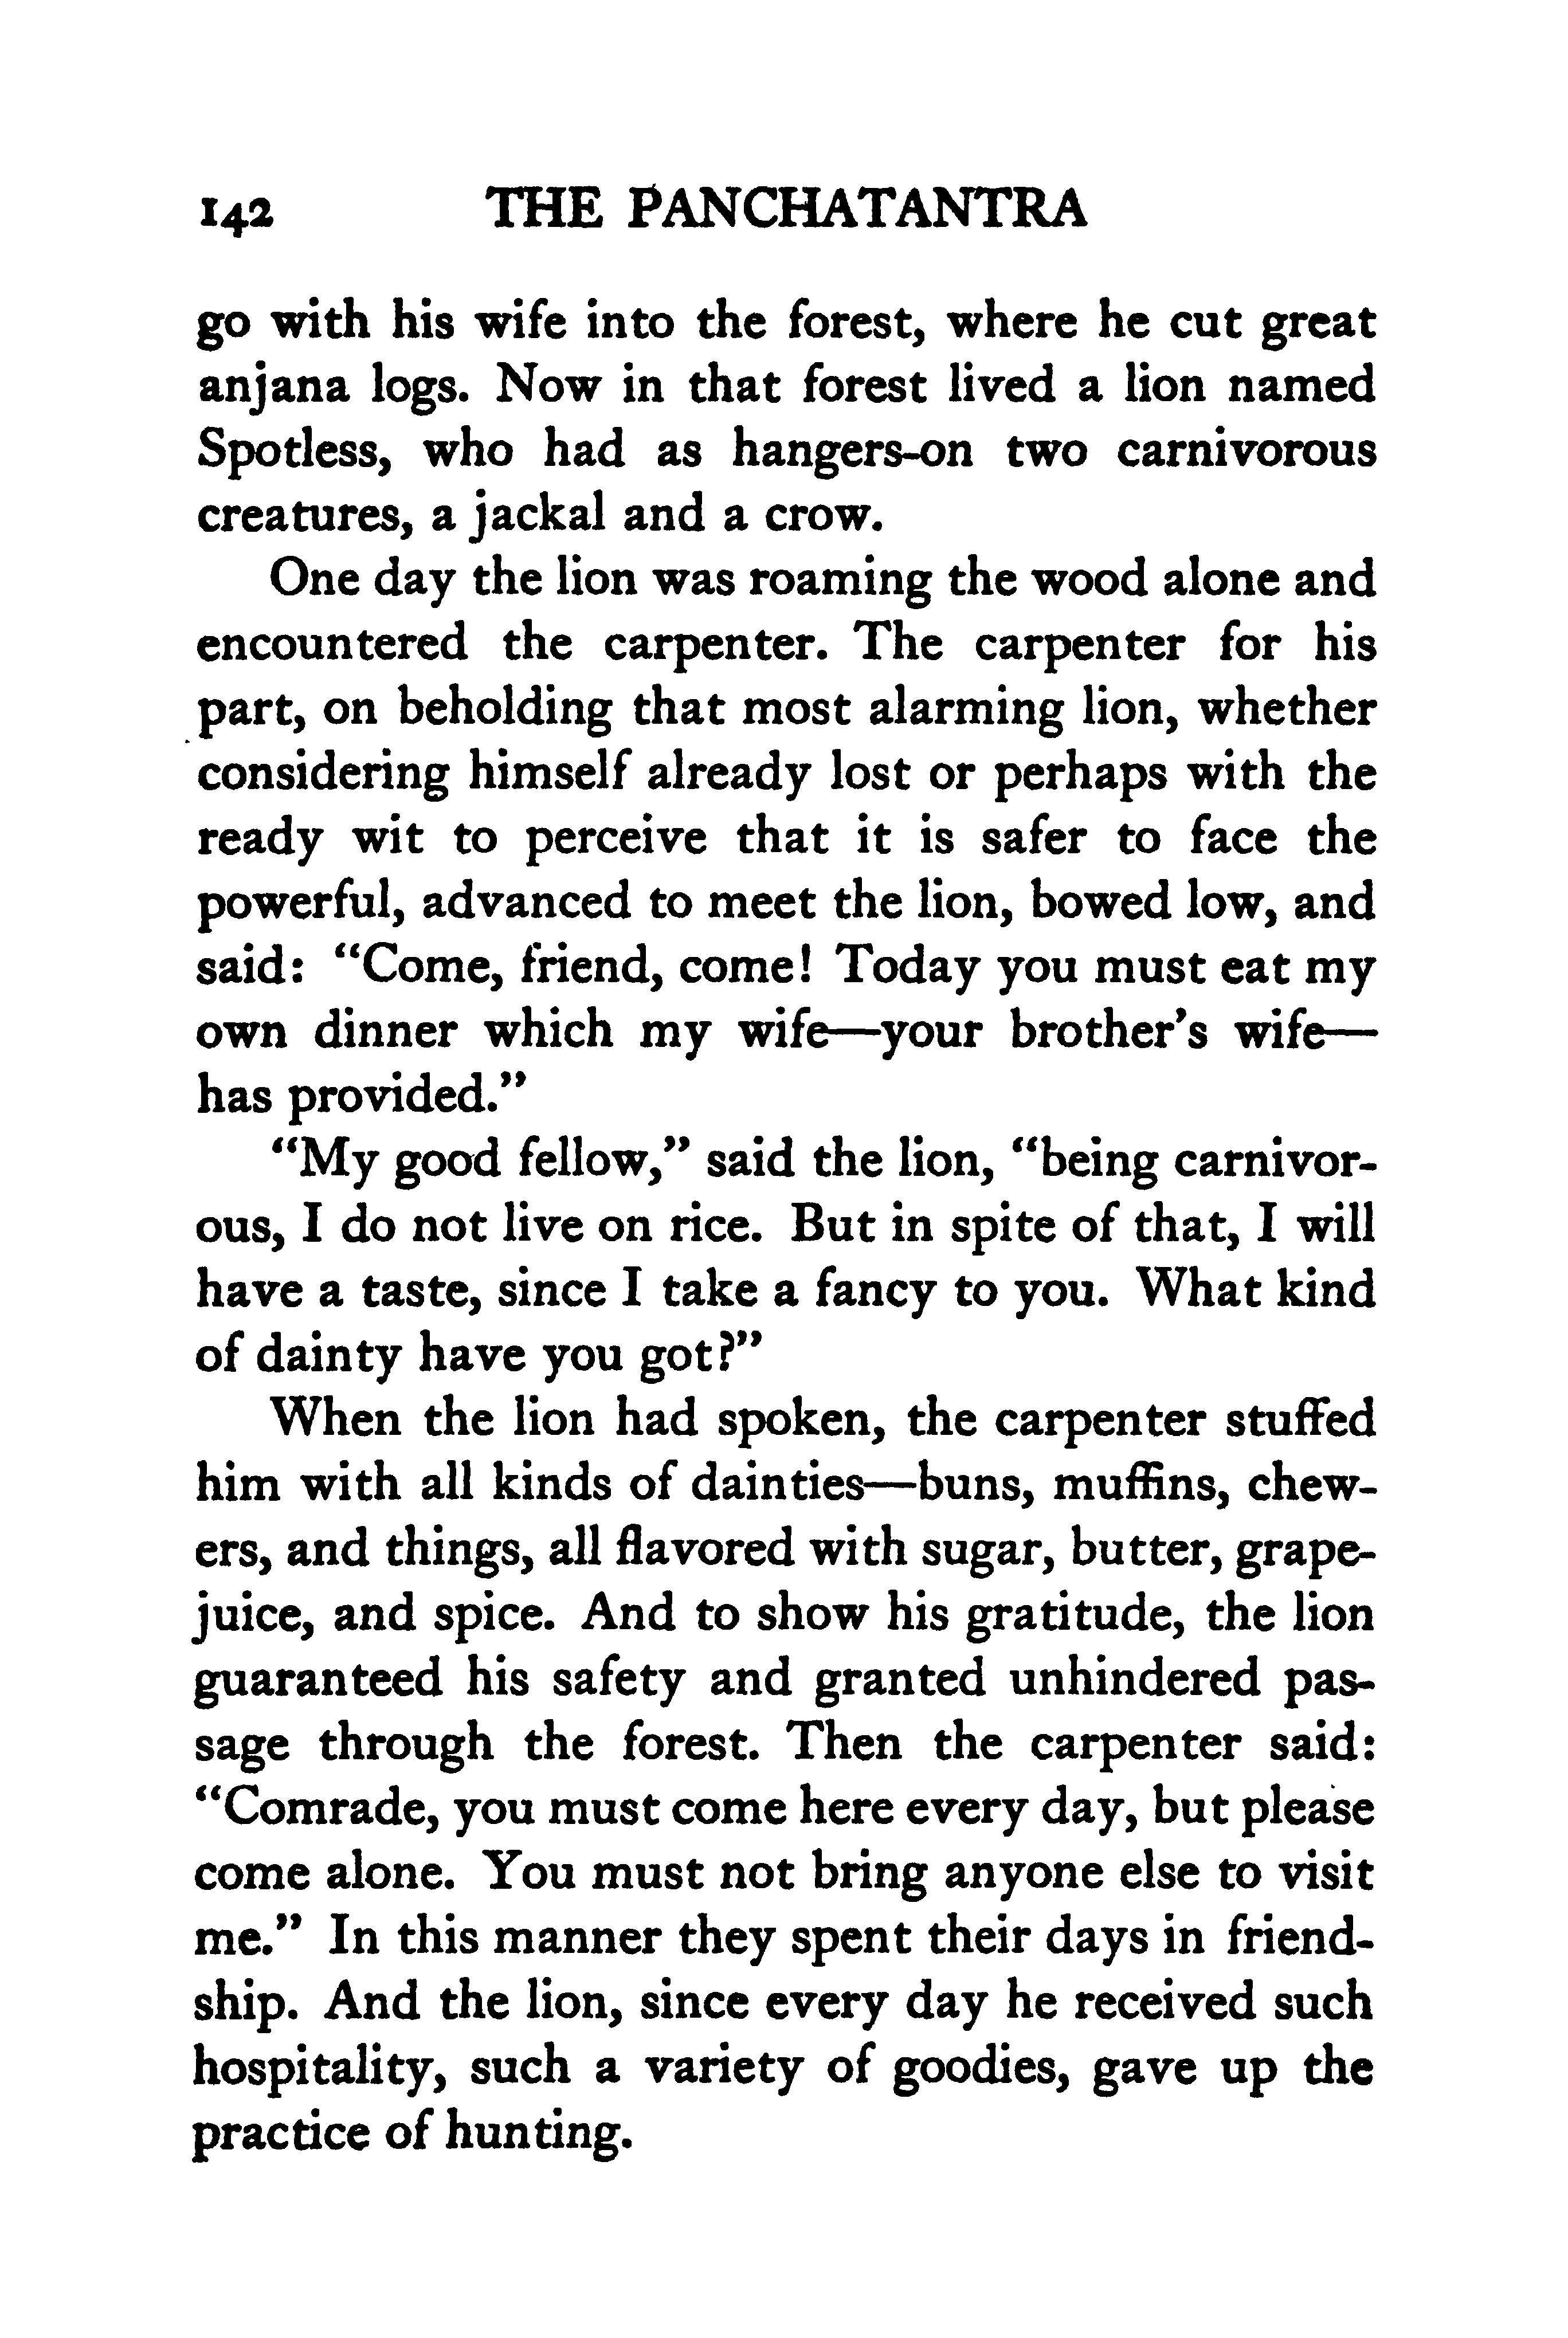 142 THE PANCHATANTRA
go with his wife into the forest, where he cut great
anjana logs. Now in that forest lived a lion named
Spotless, who had as hangers-on two carnivorous
creatures, a jackal and a crow.
One day the lion was roaming the wood alone and
encountered the carpenter. The carpenter for his
part, on beholding that most alarming lion, whether
considering himself already lost or perhaps with the
ready wit to perceive that it is safer to face the
powerful, advanced to meet the lion, bowed low, and
said: “Come, friend, come! Today you must eat my
own dinner which my wife—your brother’s wife—
has provided.”
“My good fellow,” said the lion, “being carnivor-
ous, I do not live on rice. But in spite of that, I will
have a taste, since I take a fancy to you. What kind
of dainty have you got?”
When the lion had spoken, the carpenter stuffed
him with all kinds of dainties—buns, muffins, chew-
ers, and things, all flavored with sugar, butter, grape-
juice, and spice. And to show his gratitude, the lion
guaranteed his safety and granted unhindered pas-
sage through the forest. Then the carpenter said:
“Comrade, you must come here every day, but please
come alone. You must not bring anyone else to visit
me.” In this manner they spent their days in friend-
ship. And the lion, since every day he received such
hospitality, such a variety of goodies, gave up the
practice of hunting.